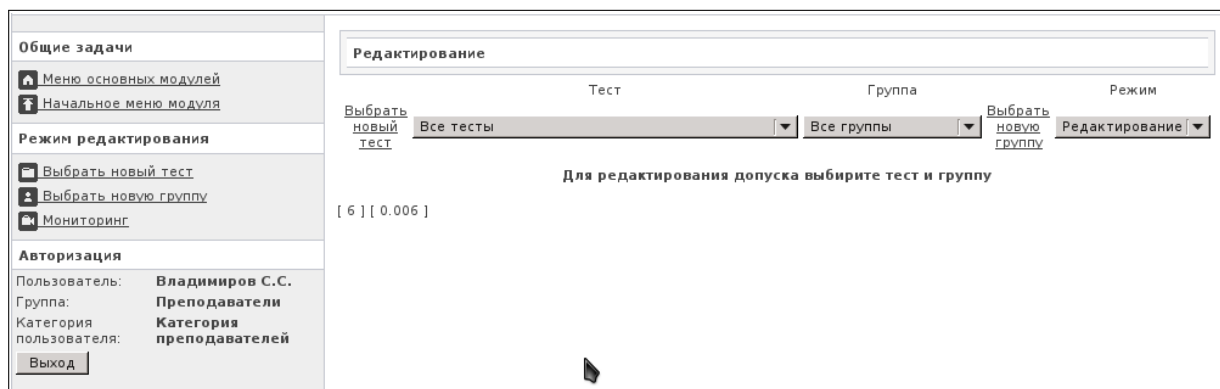 Общие задачи
Меню основных модулей
Начальное меню модуля
Режим редактирования
Выбрать новый тест
Выбрать новую группу
Мониторинг
Авторизация
Пользователь: Владимиров С.С.
Группа: Преподаватели
Категория пользователя: Категория преподавателей
Выход
Редактирование
Тест Группа Режим
Выбрать новый тест Все тесты Все группы Выбрать новую группу Редактирование
Для редактирования допуска выбирите тест и группу
[ 6 ] [ 0.006 ]